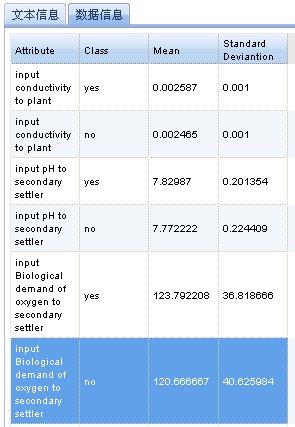 文本信息 数据信息
Attribute Class Mean Standard Deviantion
input conductivity to plant yes 0.002587 0.001
input conductivity to plant no 0.002465 0.001
input pH to secondary settler yes 7.82987 0.201354
input pH to secondary settler no 7.772222 0.224409
input Biological demand of oxygen to secondary settler yes 123.792208 36.818666
input Biological demand of oxygen to secondary settler no 120.666667 40.625984